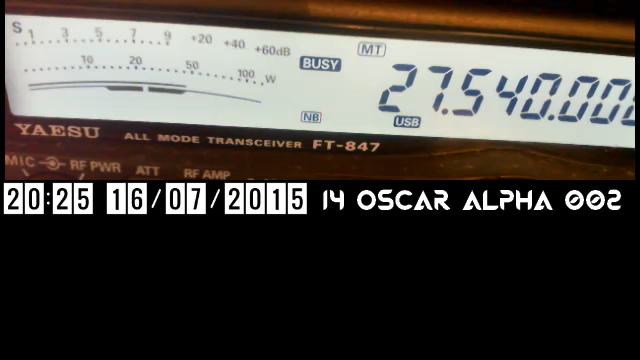 S 1 3 5 7 9 +20 +40 +60dB
10 20 50 100 W
BUSY MT
27.540.00
NB USB
YAESU ALL MODE TRANSCEIVER FT-847
MIC RF PWR ATT RF AMP
20:25 16/07/2015 14 OSCAR ALPHA 002